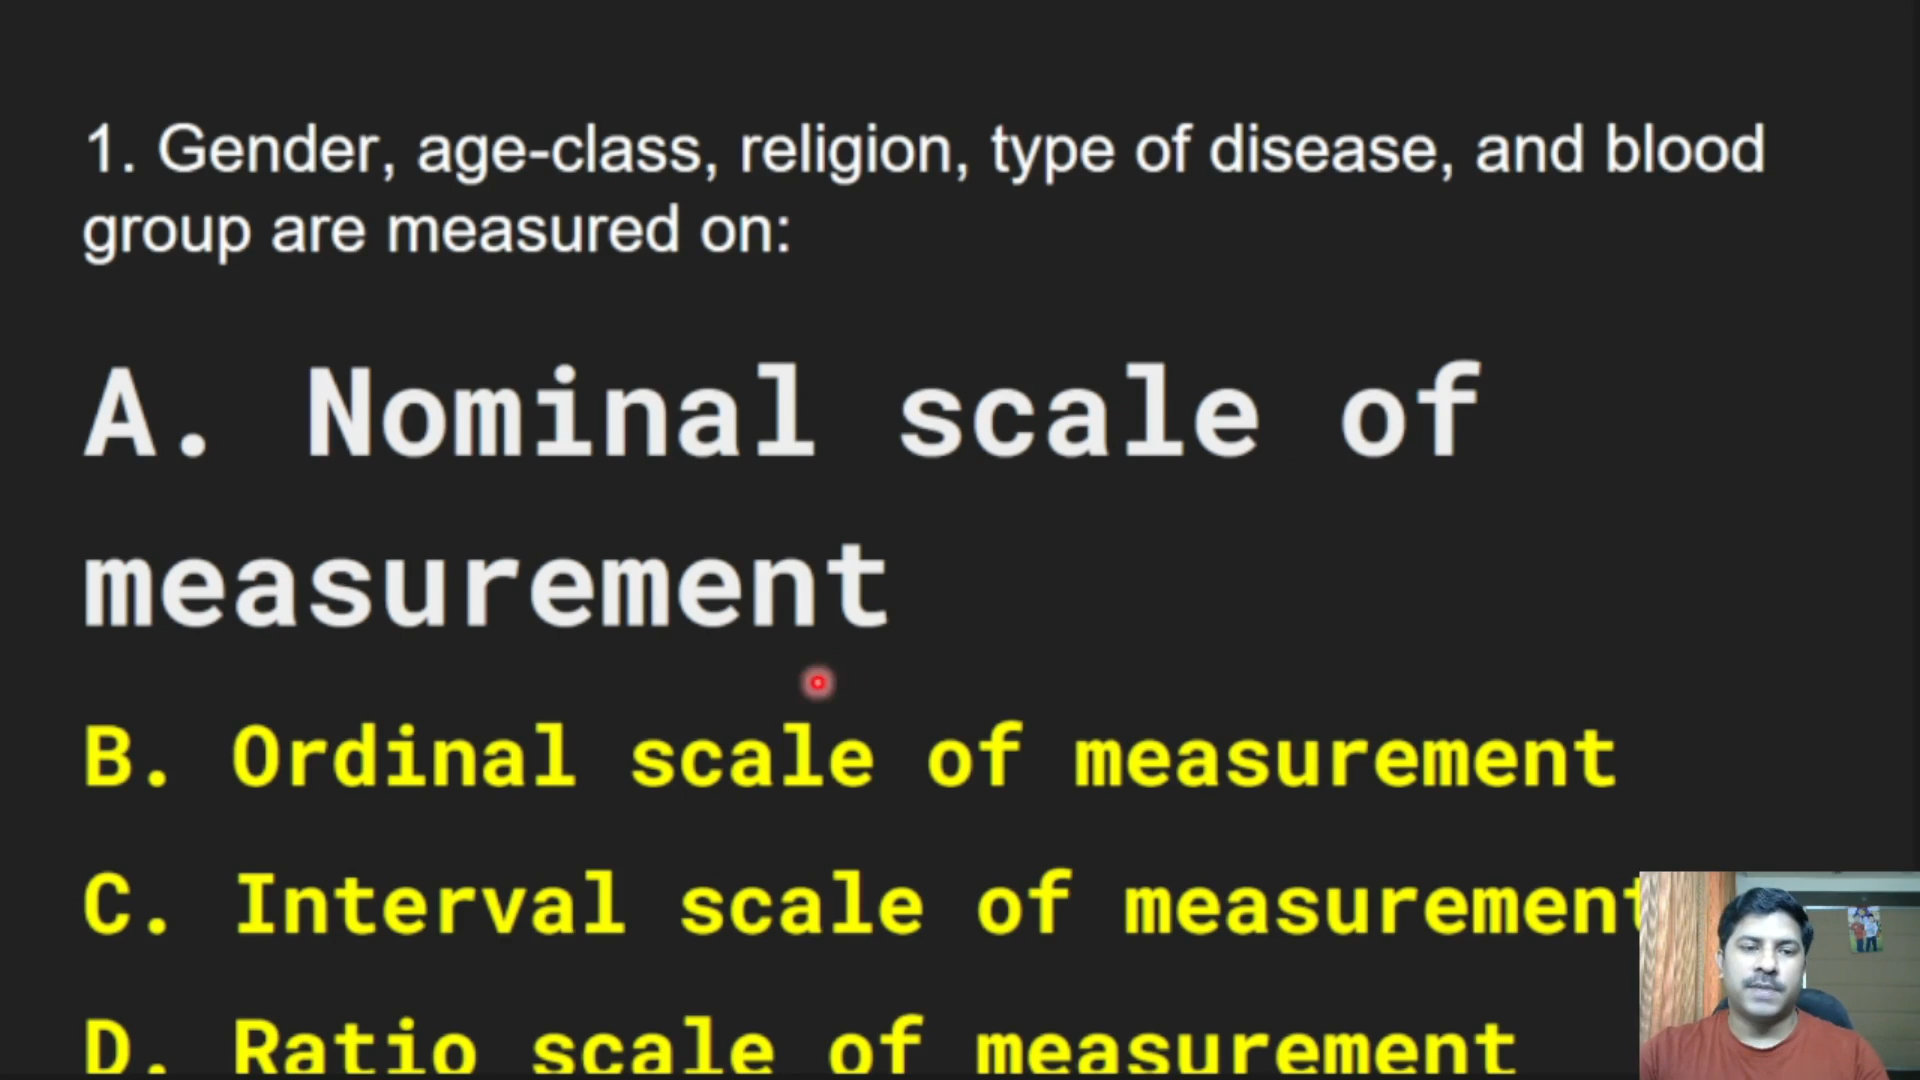 1. Gender, age-class, religion, type of disease, and blood
group are measured on:
A. Nominal scale of
measurement
B. Ordinal scale of measurement
C. Interval scale of measurement
D. Ratio scale of measurement